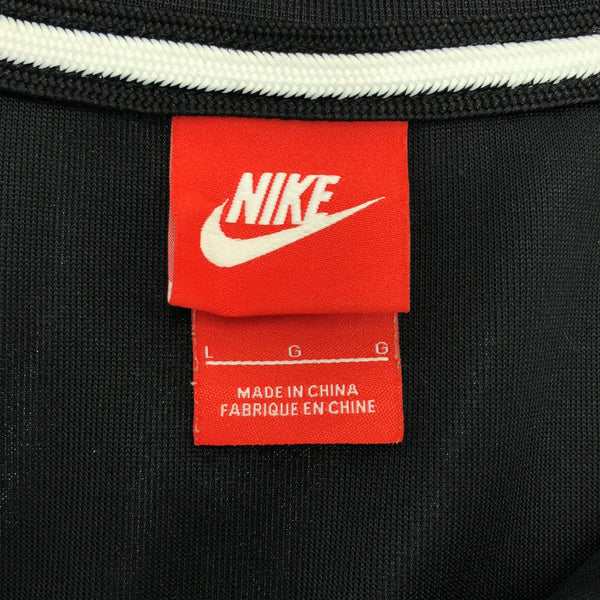 NIKE
L G G
MADE IN CHINA
FABRIQUE EN CHINE